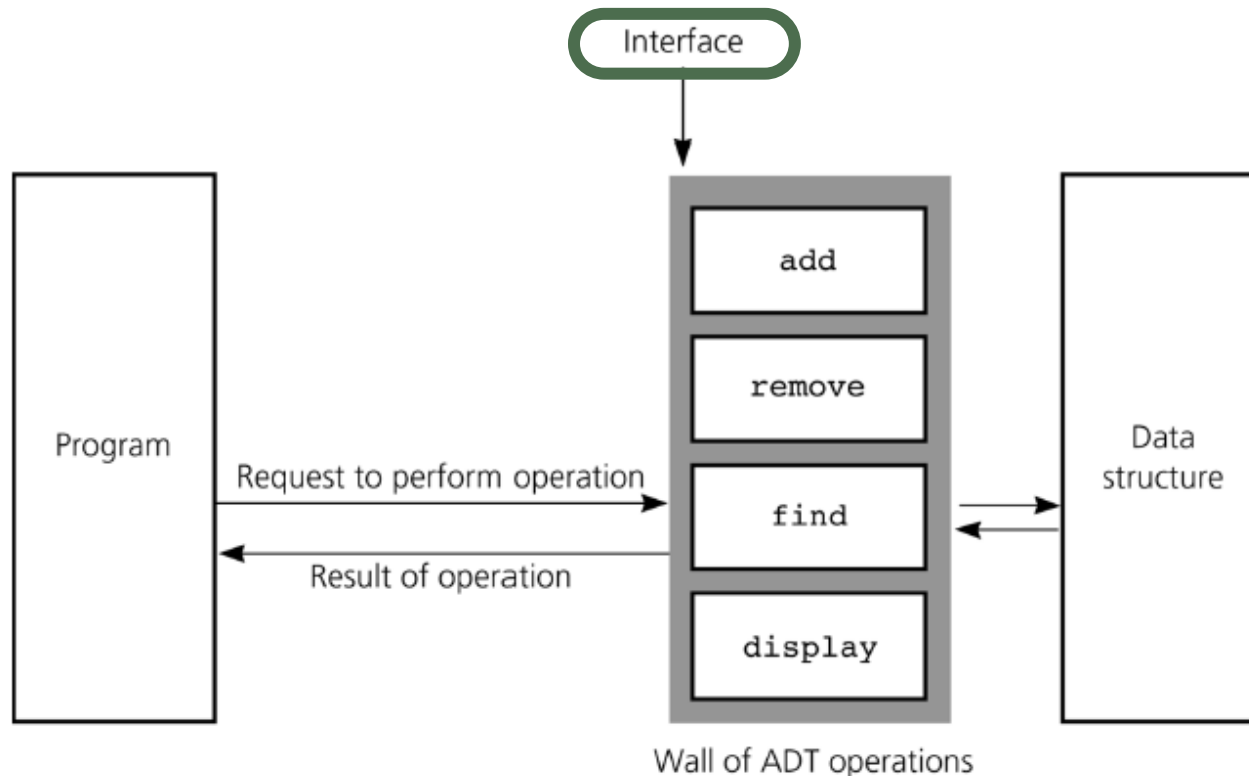 Interface
add
remove
Program
Data
structure
Request to perform operation
find
Result of operation
display
Wall of ADT operations